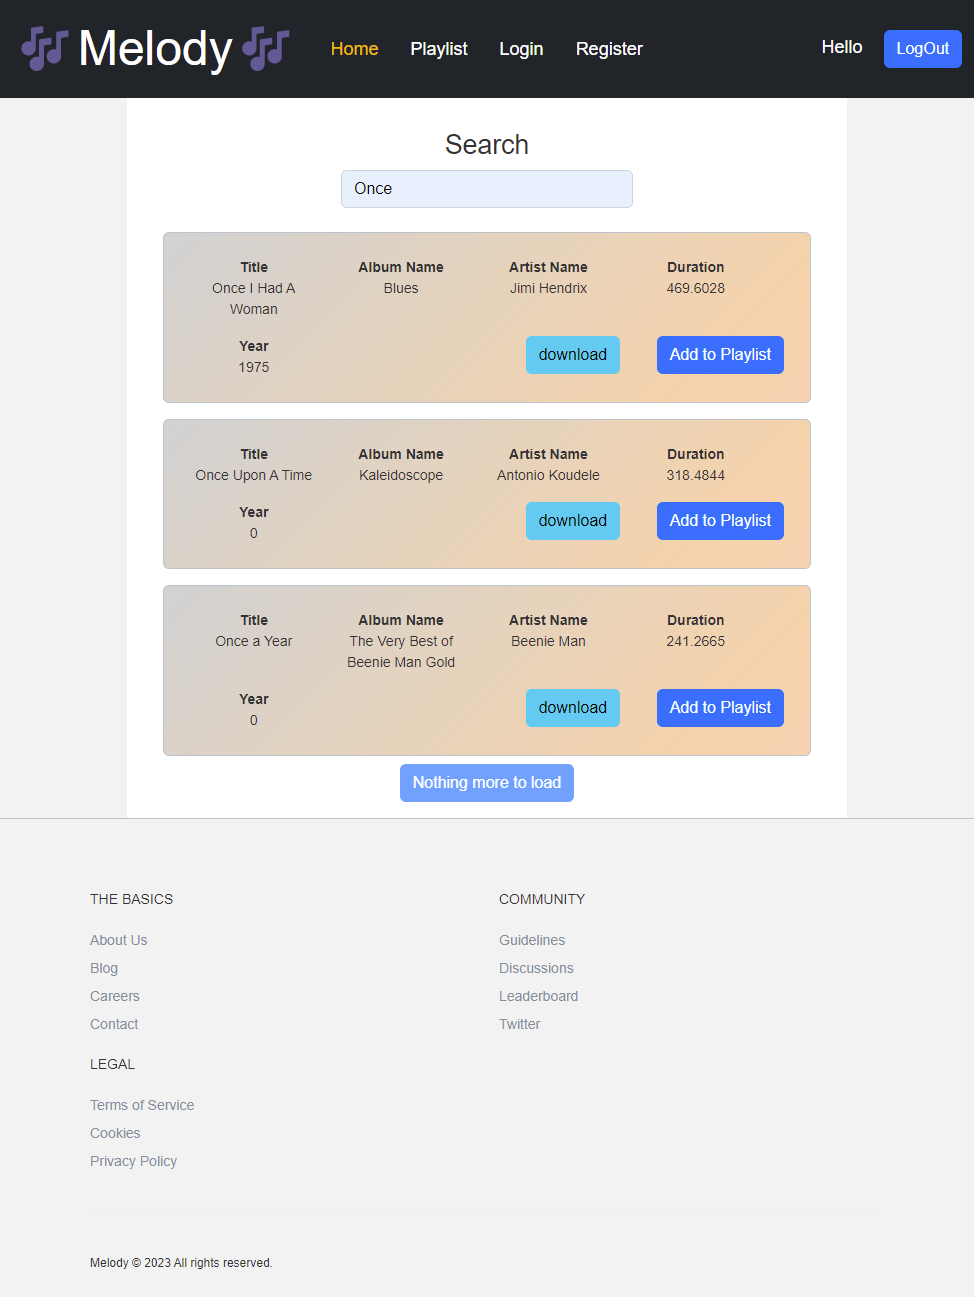 Melody
Home Playlist Login Register
Hello LogOut
Search
Once
Title Album Name Artist Name Duration
Once I Had A Woman Blues Jimi Hendrix 469.6028
Year
1975
download Add to Playlist
Title Album Name Artist Name Duration
Once Upon A Time Kaleidoscope Antonio Koudele 318.4844
Year
0
download Add to Playlist
Title Album Name Artist Name Duration
Once a Year The Very Best of Beenie Man Gold Beenie Man 241.2665
Year
0
download Add to Playlist
Nothing more to load
THE BASICS
About Us
Blog
Careers
Contact
COMMUNITY
Guidelines
Discussions
Leaderboard
Twitter
LEGAL
Terms of Service
Cookies
Privacy Policy
Melody © 2023 All rights reserved.